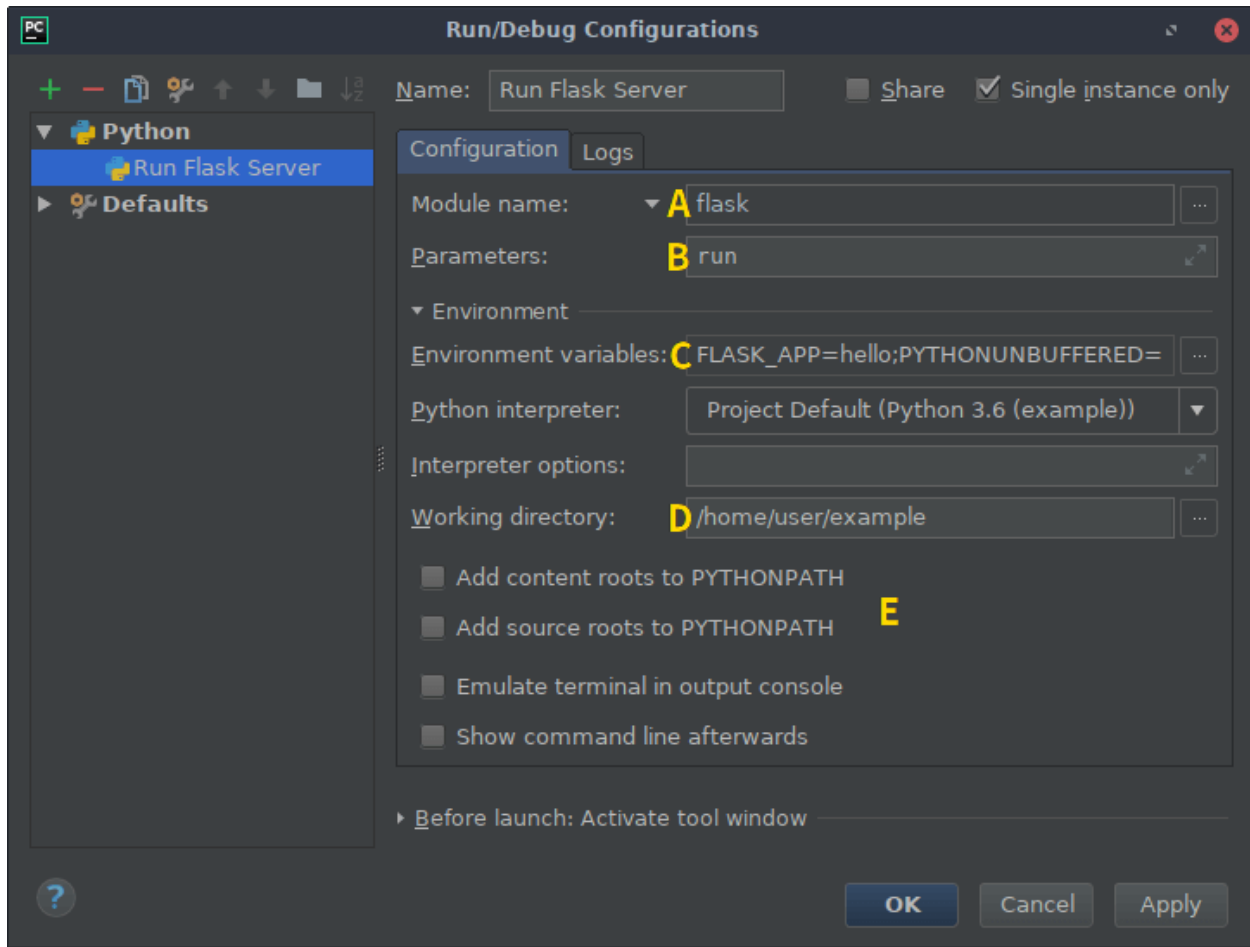 PC
Run/Debug Configurations
Name: Run Flask Server
Share
Single instance only
Python
Run Flask Server
Defaults
Configuration
Logs
Module name: A flask ...
Parameters: B run
Environment
Environment variables: C FLASK_APP=hello;PYTHONUNBUFFERED= ...
Python interpreter: Project Default (Python 3.6 (example))
Interpreter options:
Working directory: D /home/user/example ...
Add content roots to PYTHONPATH
E
Add source roots to PYTHONPATH
Emulate terminal in output console
Show command line afterwards
Before launch: Activate tool window
?
OK
Cancel
Apply